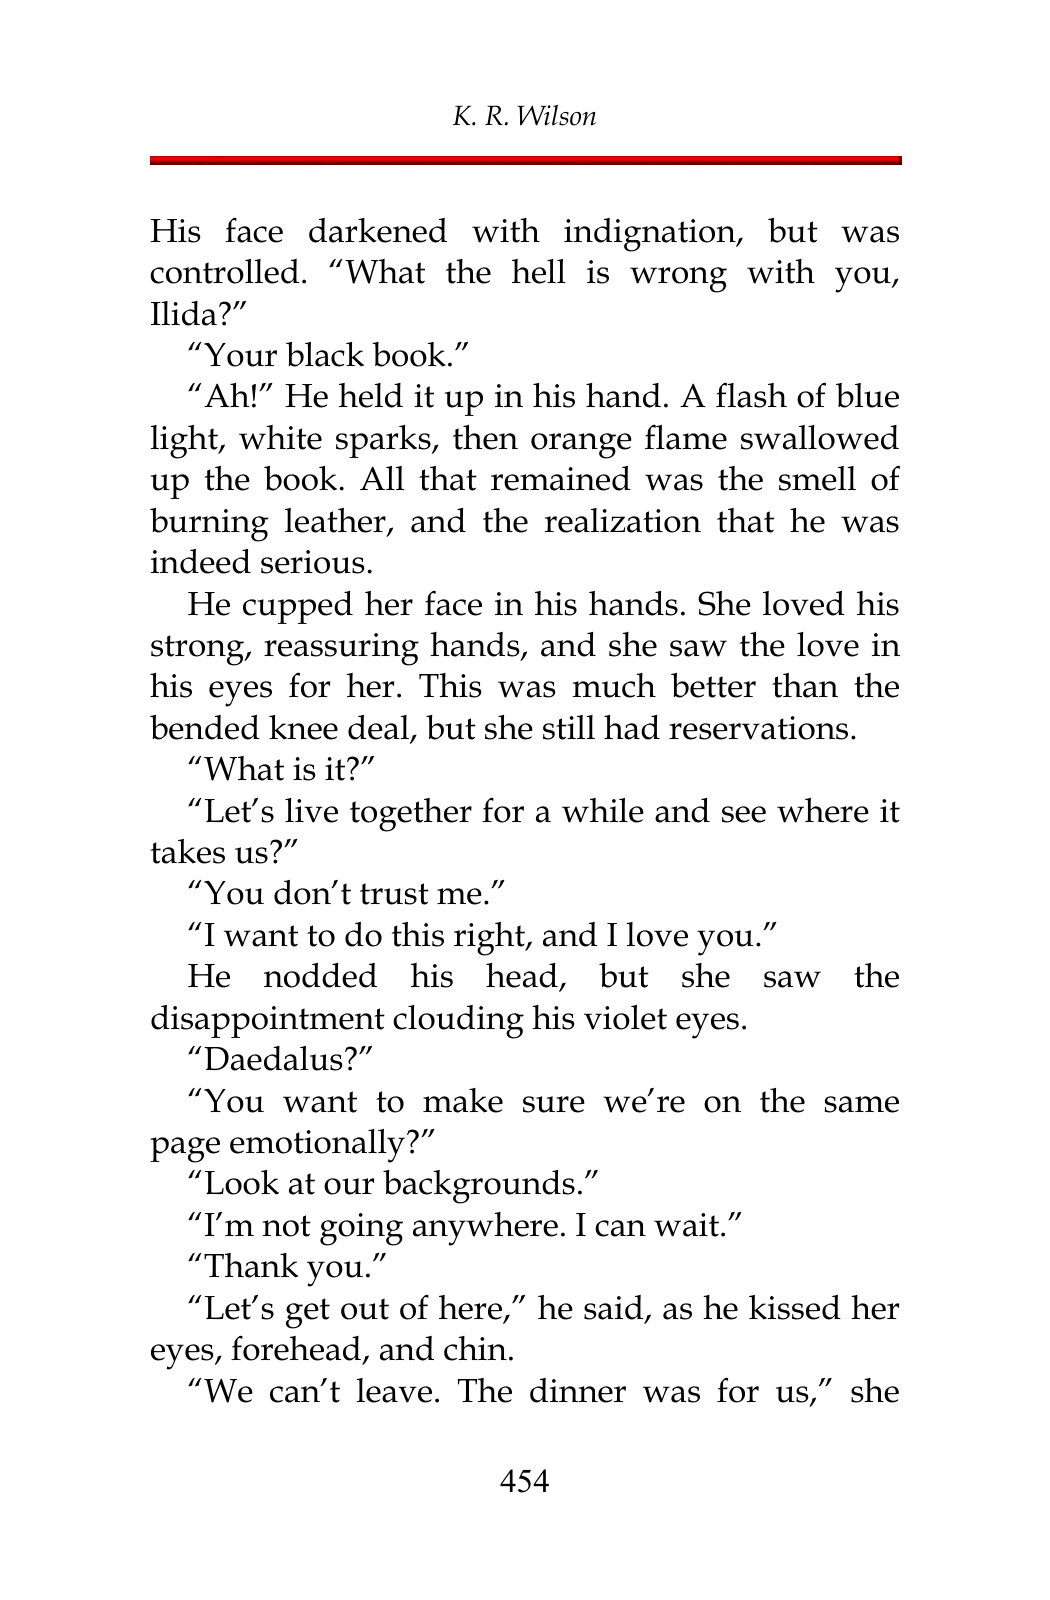 K. R. Wilson
His face darkened with indignation, but was
controlled. “What the hell is wrong with you,
Ilida?”
“Your black book.”
“Ah!” He held it up in his hand. A flash of blue
light, white sparks, then orange flame swallowed
up the book. All that remained was the smell of
burning leather, and the realization that he was
indeed serious.
He cupped her face in his hands. She loved his
strong, reassuring hands, and she saw the love in
his eyes for her. This was much better than the
bended knee deal, but she still had reservations.
“What is it?”
“Let’s live together for a while and see where it
takes us?”
“You don’t trust me.”
“I want to do this right, and I love you.”
He nodded his head, but she saw the
disappointment clouding his violet eyes.
“Daedalus?”
“You want to make sure we’re on the same
page emotionally?”
“Look at our backgrounds.”
“I’m not going anywhere. I can wait.”
“Thank you.”
“Let’s get out of here,” he said, as he kissed her
eyes, forehead, and chin.
“We can’t leave. The dinner was for us,” she
454